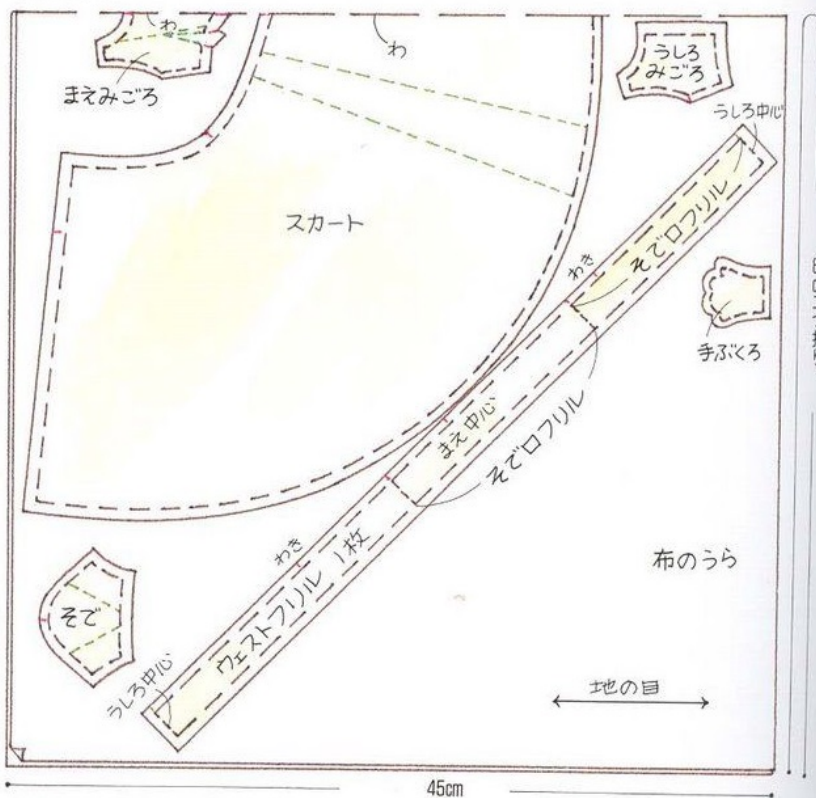 わ
まえみごろ
わ
うしろ
みごろ
うしろ中心
スカート
そで口フリル
わき
手ぶくろ
まえ中心
そで口フリル
わき
ウェストフリル 1枚
布のうら
そで
うしろ中心
地の目
45cm